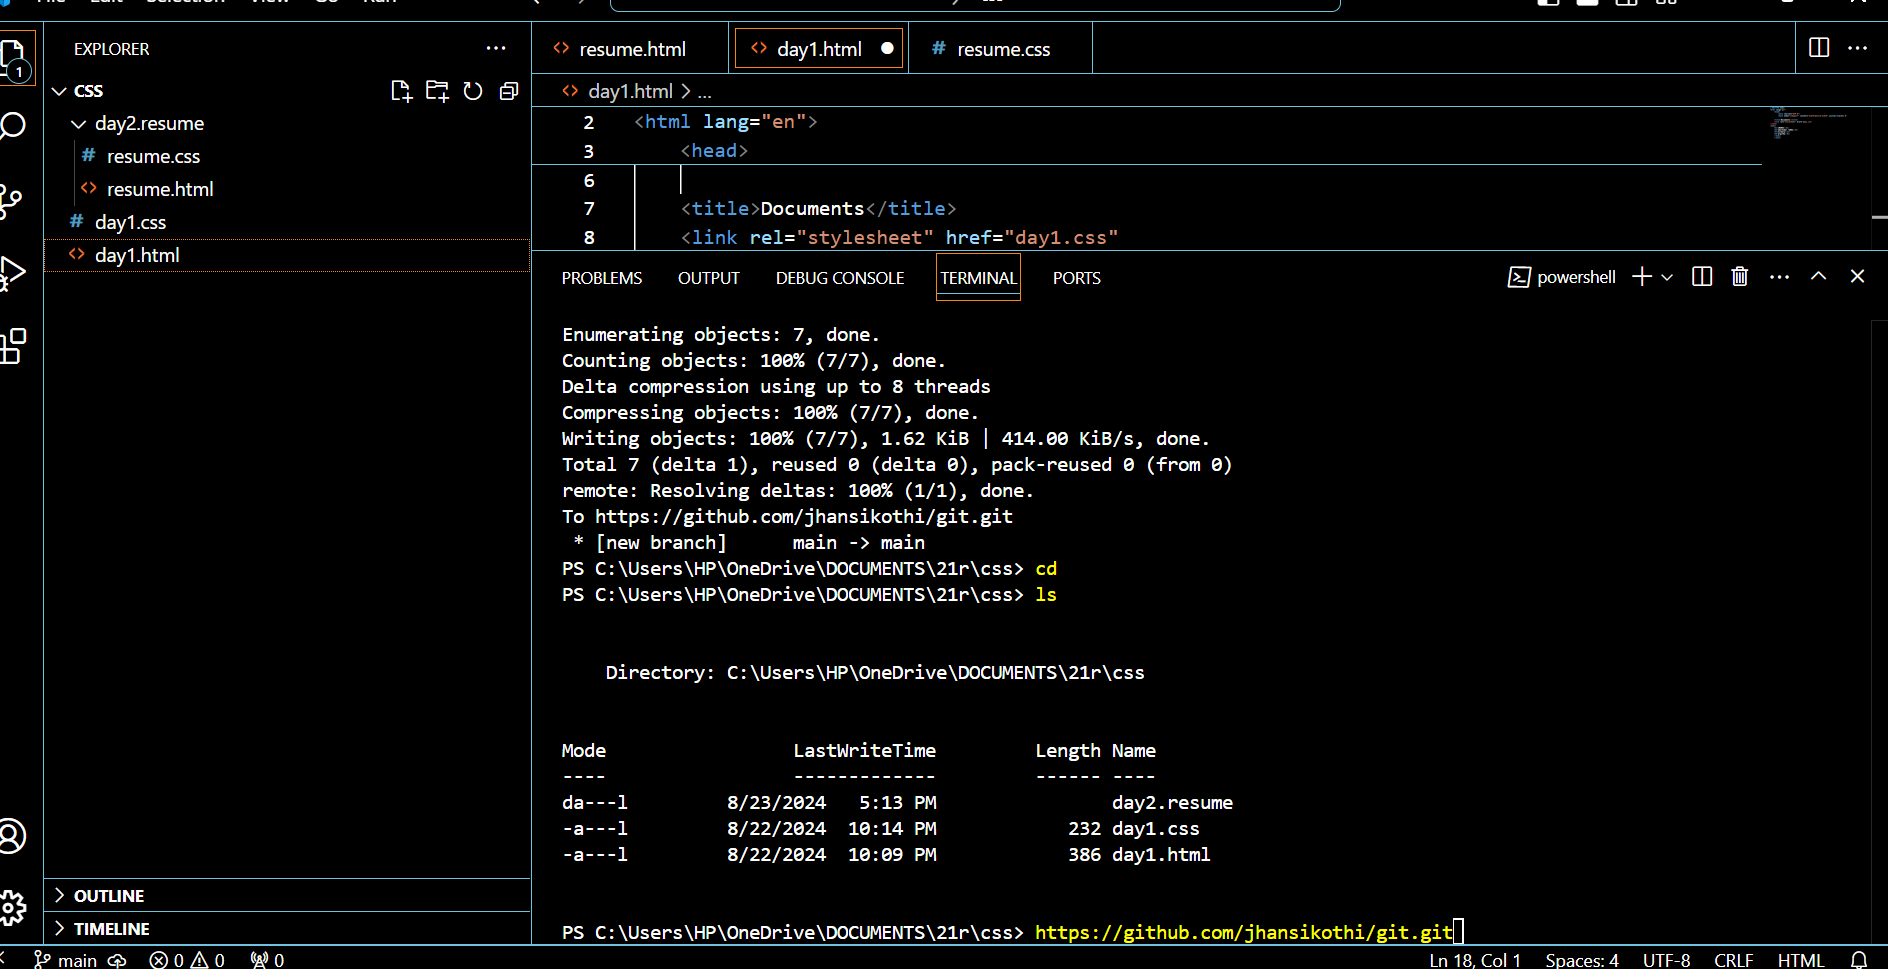 File Edit Selection View Go Run
EXPLORER
1
CSS
day2.resume
# resume.css
<> resume.html
# day1.css
<> day1.html
OUTLINE
TIMELINE
<> resume.html
<> day1.html
# resume.css
<> day1.html > ...
2 <html lang="en">
3 <head>
6
7 <title>Documents</title>
8 <link rel="stylesheet" href="day1.css"
PROBLEMS OUTPUT DEBUG CONSOLE TERMINAL PORTS
powershell
Enumerating objects: 7, done.
Counting objects: 100% (7/7), done.
Delta compression using up to 8 threads
Compressing objects: 100% (7/7), done.
Writing objects: 100% (7/7), 1.62 KiB | 414.00 KiB/s, done.
Total 7 (delta 1), reused 0 (delta 0), pack-reused 0 (from 0)
remote: Resolving deltas: 100% (1/1), done.
To https://github.com/jhansikothi/git.git
* [new branch] main -> main
PS C:\Users\HP\OneDrive\DOCUMENTS\21r\css> cd
PS C:\Users\HP\OneDrive\DOCUMENTS\21r\css> ls
Directory: C:\Users\HP\OneDrive\DOCUMENTS\21r\css
Mode LastWriteTime Length Name
---- ------------- ------ ----
da---l 8/23/2024 5:13 PM day2.resume
-a---l 8/22/2024 10:14 PM 232 day1.css
-a---l 8/22/2024 10:09 PM 386 day1.html
PS C:\Users\HP\OneDrive\DOCUMENTS\21r\css> https://github.com/jhansikothi/git.git
main 0 0 0 Ln 18, Col 1 Spaces: 4 UTF-8 CRLF HTML